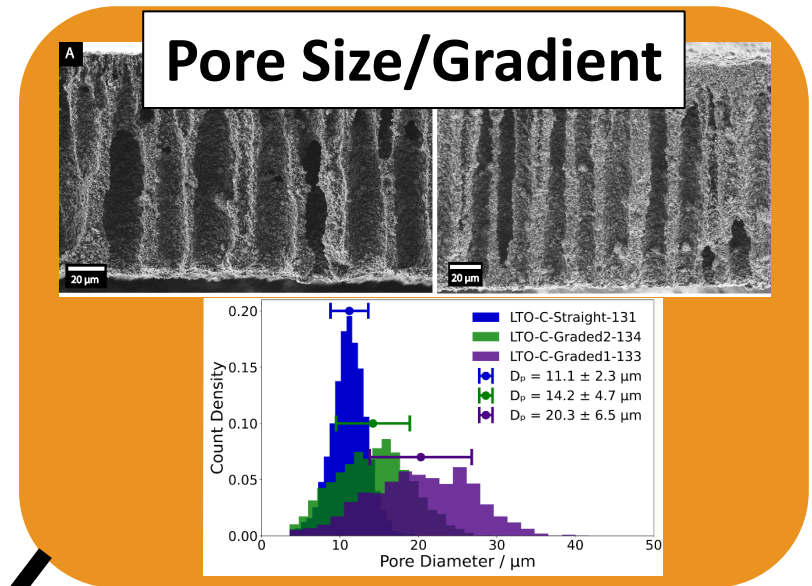 Pore Size/Gradient
A
20 µm
20 µm
LTO-C-Straight-131
LTO-C-Graded2-134
LTO-C-Graded1-133
Dₚ = 11.1 ± 2.3 µm
Dₚ = 14.2 ± 4.7 µm
Dₚ = 20.3 ± 6.5 µm
Count Density
0.20
0.15
0.10
0.05
0.00
0 10 20 30 40 50
Pore Diameter / µm